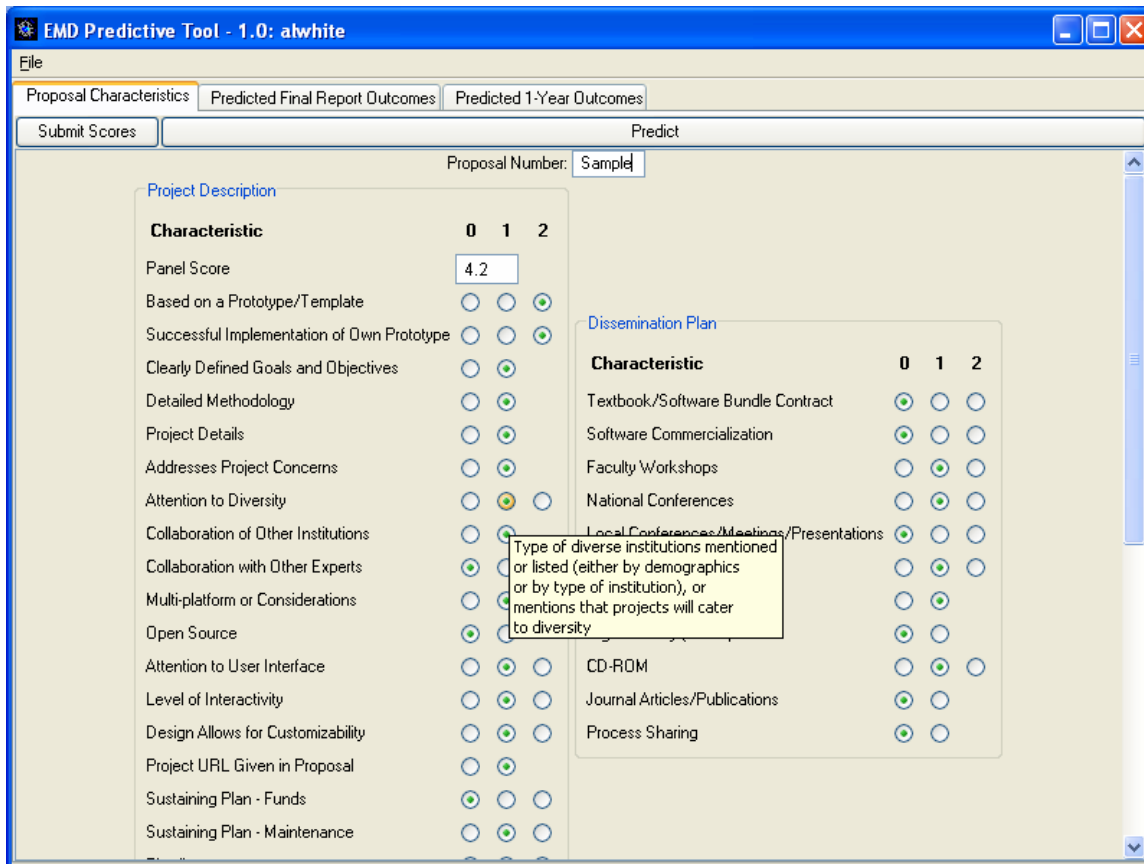 EMD Predictive Tool - 1.0: alwhite
File
Proposal Characteristics Predicted Final Report Outcomes Predicted 1-Year Outcomes
Submit Scores Predict
Proposal Number: Sample
Project Description
Characteristic 0 1 2
Panel Score 4.2
Based on a Prototype/Template
Successful Implementation of Own Prototype
Clearly Defined Goals and Objectives
Detailed Methodology
Project Details
Addresses Project Concerns
Attention to Diversity
Collaboration of Other Institutions
Collaboration with Other Experts
Multi-platform or Considerations
Open Source
Attention to User Interface
Level of Interactivity
Design Allows for Customizability
Project URL Given in Proposal
Sustaining Plan - Funds
Sustaining Plan - Maintenance
Type of diverse institutions mentioned
or listed (either by demographics
or by type of institution), or
mentions that projects will cater
to diversity
Dissemination Plan
Characteristic 0 1 2
Textbook/Software Bundle Contract
Software Commercialization
Faculty Workshops
National Conferences
Local Conferences/Meetings/Presentations
CD-ROM
Journal Articles/Publications
Process Sharing